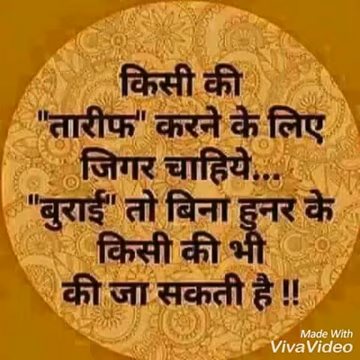 किसी की
"तारीफ" करने के लिए
जिगर चाहिये...
"बुराई" तो बिना हुनर के
किसी की भी
की जा सकती है !!
Made With
VivaVideo